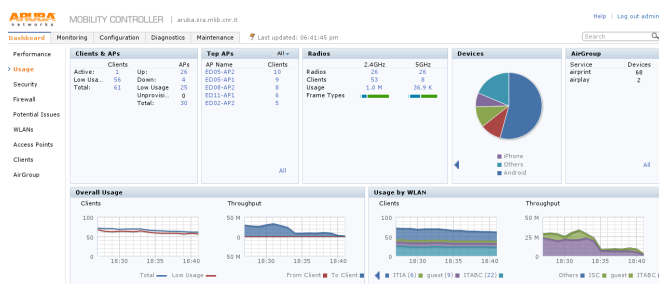 ARUBA networks MOBILITY CONTROLLER | aruba.sra.mlib.cnr.it
Help | Log out admin
Dashboard Monitoring Configuration Diagnostics Maintenance Last updated: 06:41:45 pm
Search
Performance
Usage
Security
Firewall
Potential Issues
WLANs
Access Points
Clients
AirGroup
Clients & APs
Clients APs
Active: 1 Up: 26
Low Usa... 56 Down: 4
Total: 61 Low Usage 25
Unprovisi... 0
Total: 30
Top APs All
AP Name Clients
ED05-AP2 10
ED05-AP1 9
ED08-AP2 8
ED11-AP1 6
ED02-AP2 5
All
Radios
2.4GHz 5GHz
Radios 26 26
Clients 53 8
Usage 1.0 M 36.9 K
Frame Types
Devices
iPhone
Others
Android
AirGroup
Service Devices
airprint 68
airplay 2
All
Overall Usage
Clients
100
50
0
18:30 18:35 18:40
Total Low Usage
Throughput
50 M
0
50 M
18:30 18:35 18:40
From Client To Client
Usage by WLAN
Clients
100
50
0
18:30 18:35 18:40
ITIA (6) guest (9) ITABC (22)
Throughput
50 M
25 M
0
18:30 18:35 18:40
Others ISC guest ITABC (